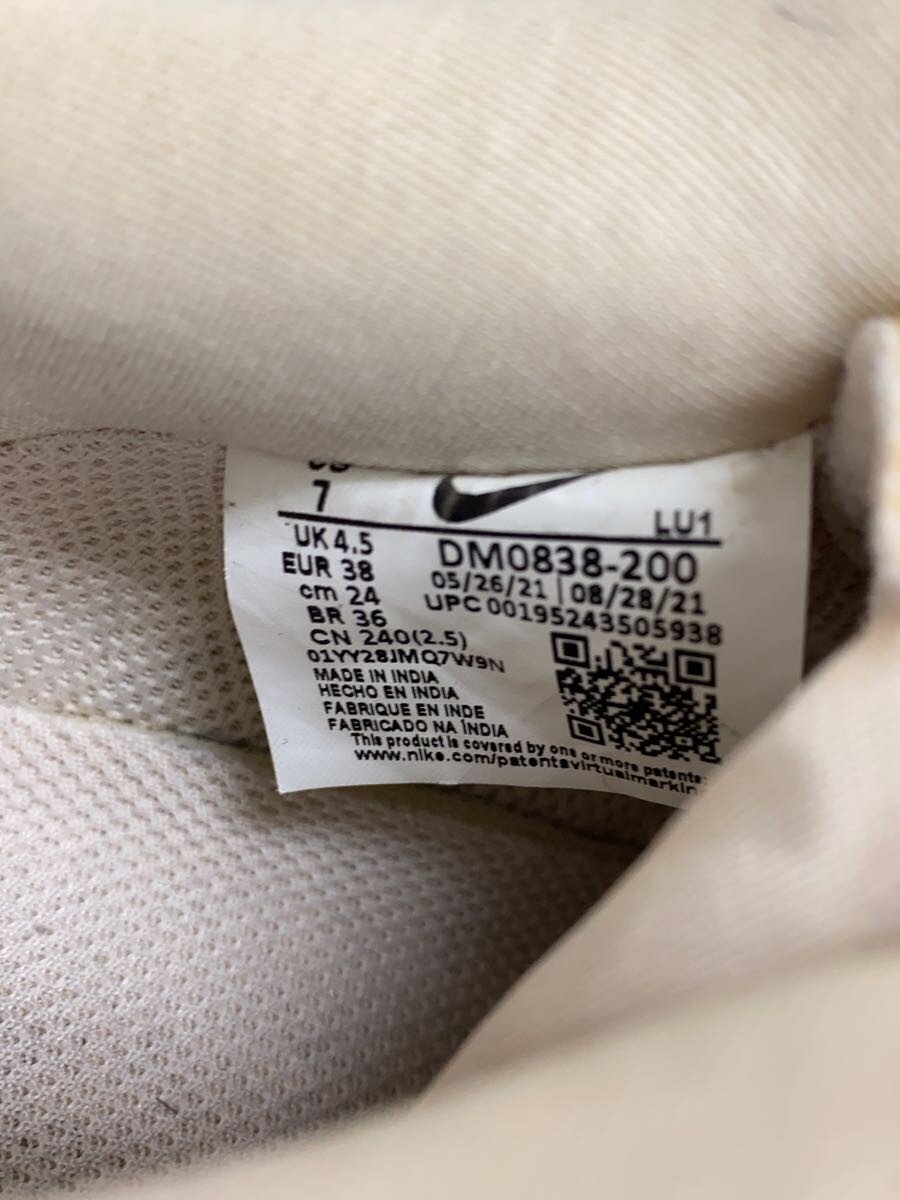 7
LU1
UK 4.5
EUR 38
cm 24
BR 36
CN 240(2.5)
DM0838-200
05/26/21 | 08/28/21
UPC 00195243505938
01YY28JMQ7W9N
MADE IN INDIA
HECHO EN INDIA
FABRIQUE EN INDE
FABRICADO NA ÍNDIA
This product is covered by one or more patents
www.nike.com/patentsvirtualmarkin